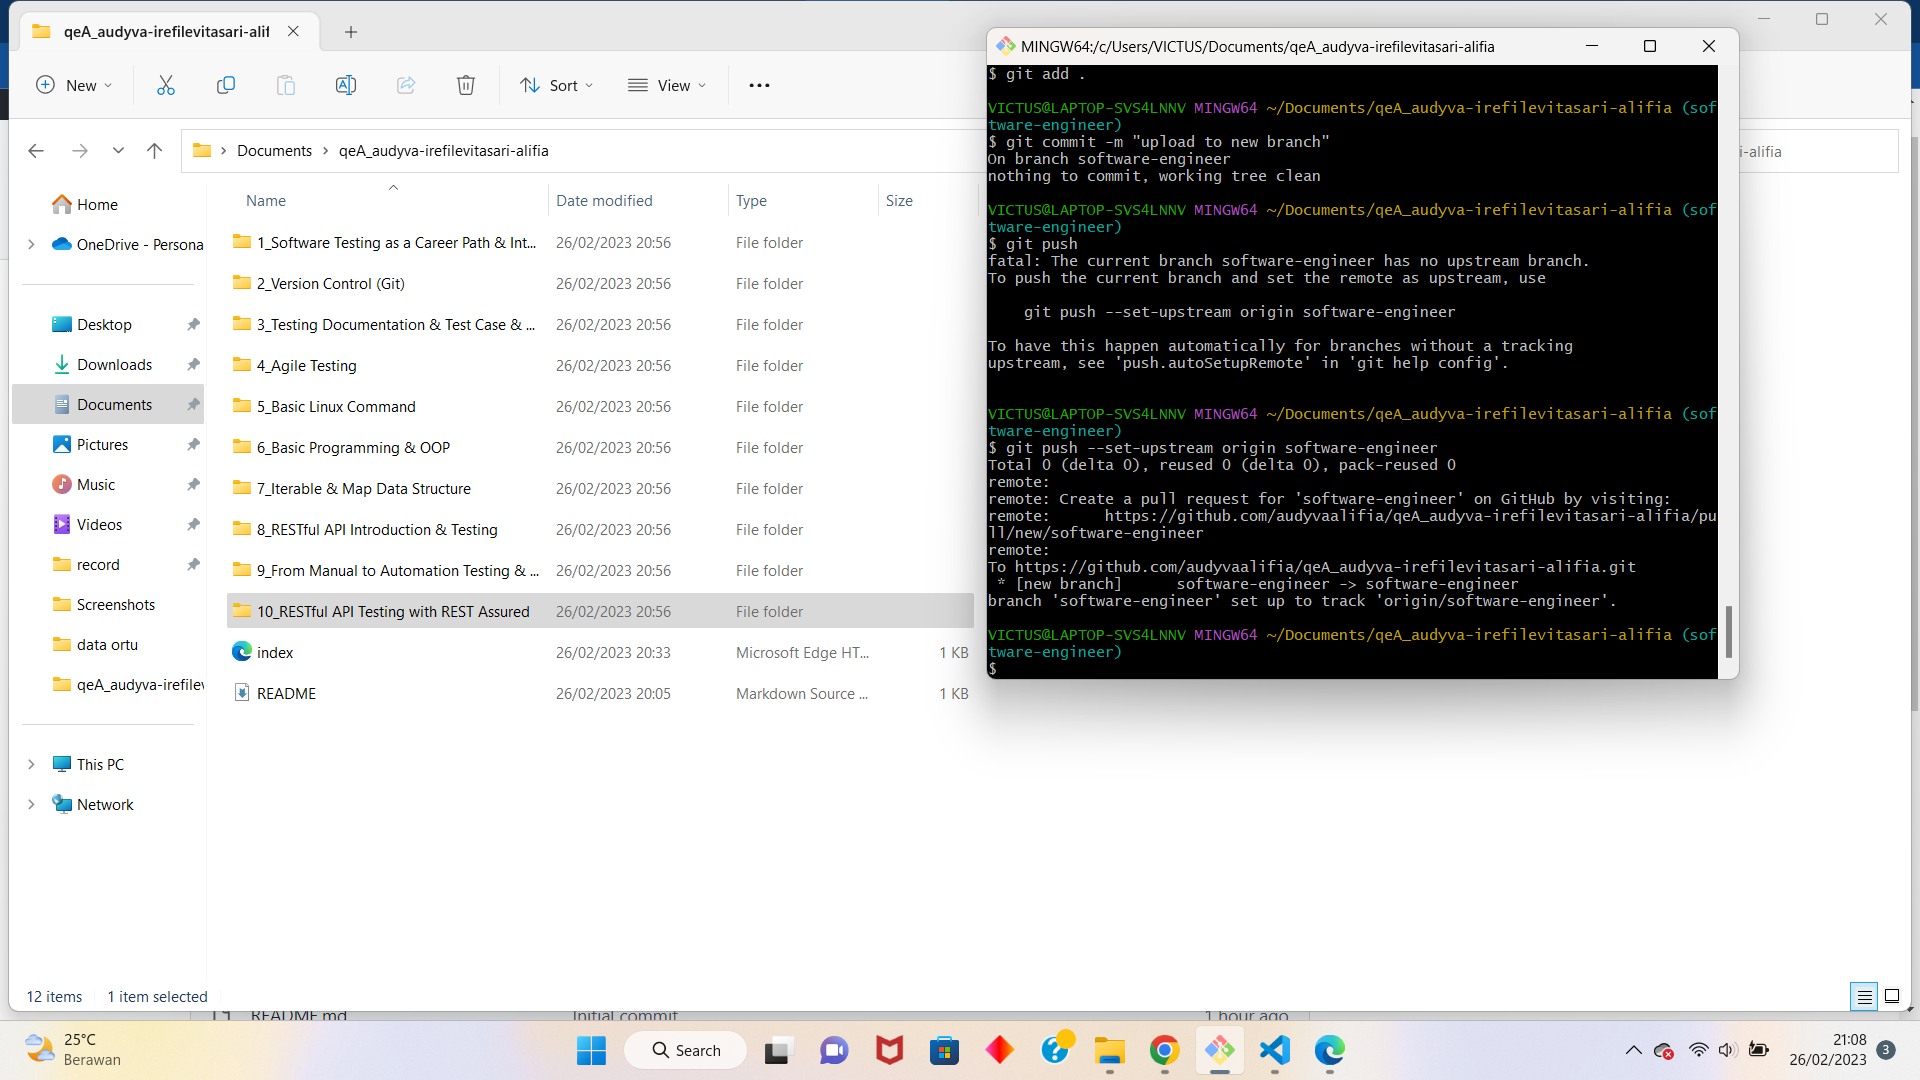 qeA_audyva-irefilevitasari-alif
New
Sort
View
Documents
qeA_audyva-irefilevitasari-alifia
i-alifia
Home
OneDrive - Persona
Desktop
Downloads
Documents
Pictures
Music
Videos
record
Screenshots
data ortu
qeA_audyva-irefilev
This PC
Network
Name Date modified Type Size
1_Software Testing as a Career Path & Int... 26/02/2023 20:56 File folder
2_Version Control (Git) 26/02/2023 20:56 File folder
3_Testing Documentation & Test Case & ... 26/02/2023 20:56 File folder
4_Agile Testing 26/02/2023 20:56 File folder
5_Basic Linux Command 26/02/2023 20:56 File folder
6_Basic Programming & OOP 26/02/2023 20:56 File folder
7_Iterable & Map Data Structure 26/02/2023 20:56 File folder
8_RESTful API Introduction & Testing 26/02/2023 20:56 File folder
9_From Manual to Automation Testing & ... 26/02/2023 20:56 File folder
10_RESTful API Testing with REST Assured 26/02/2023 20:56 File folder
index 26/02/2023 20:33 Microsoft Edge HT... 1 KB
README 26/02/2023 20:05 Markdown Source ... 1 KB
12 items 1 item selected
MINGW64:/c/Users/VICTUS/Documents/qeA_audyva-irefilevitasari-alifia
$ git add .
VICTUS@LAPTOP-SVS4LNNV MINGW64 ~/Documents/qeA_audyva-irefilevitasari-alifia (sof
tware-engineer)
$ git commit -m "upload to new branch"
On branch software-engineer
nothing to commit, working tree clean
VICTUS@LAPTOP-SVS4LNNV MINGW64 ~/Documents/qeA_audyva-irefilevitasari-alifia (sof
tware-engineer)
$ git push
fatal: The current branch software-engineer has no upstream branch.
To push the current branch and set the remote as upstream, use
git push --set-upstream origin software-engineer
To have this happen automatically for branches without a tracking
upstream, see 'push.autoSetupRemote' in 'git help config'.
VICTUS@LAPTOP-SVS4LNNV MINGW64 ~/Documents/qeA_audyva-irefilevitasari-alifia (sof
tware-engineer)
$ git push --set-upstream origin software-engineer
Total 0 (delta 0), reused 0 (delta 0), pack-reused 0
remote:
remote: Create a pull request for 'software-engineer' on GitHub by visiting:
remote: https://github.com/audyvaalifia/qeA_audyva-irefilevitasari-alifia/pu
ll/new/software-engineer
remote:
To https://github.com/audyvaalifia/qeA_audyva-irefilevitasari-alifia.git
* [new branch] software-engineer -> software-engineer
branch 'software-engineer' set up to track 'origin/software-engineer'.
VICTUS@LAPTOP-SVS4LNNV MINGW64 ~/Documents/qeA_audyva-irefilevitasari-alifia (sof
tware-engineer)
$
README.md Initial commit 1 hour ago
25°C
Berawan
Search
21:08
26/02/2023
3